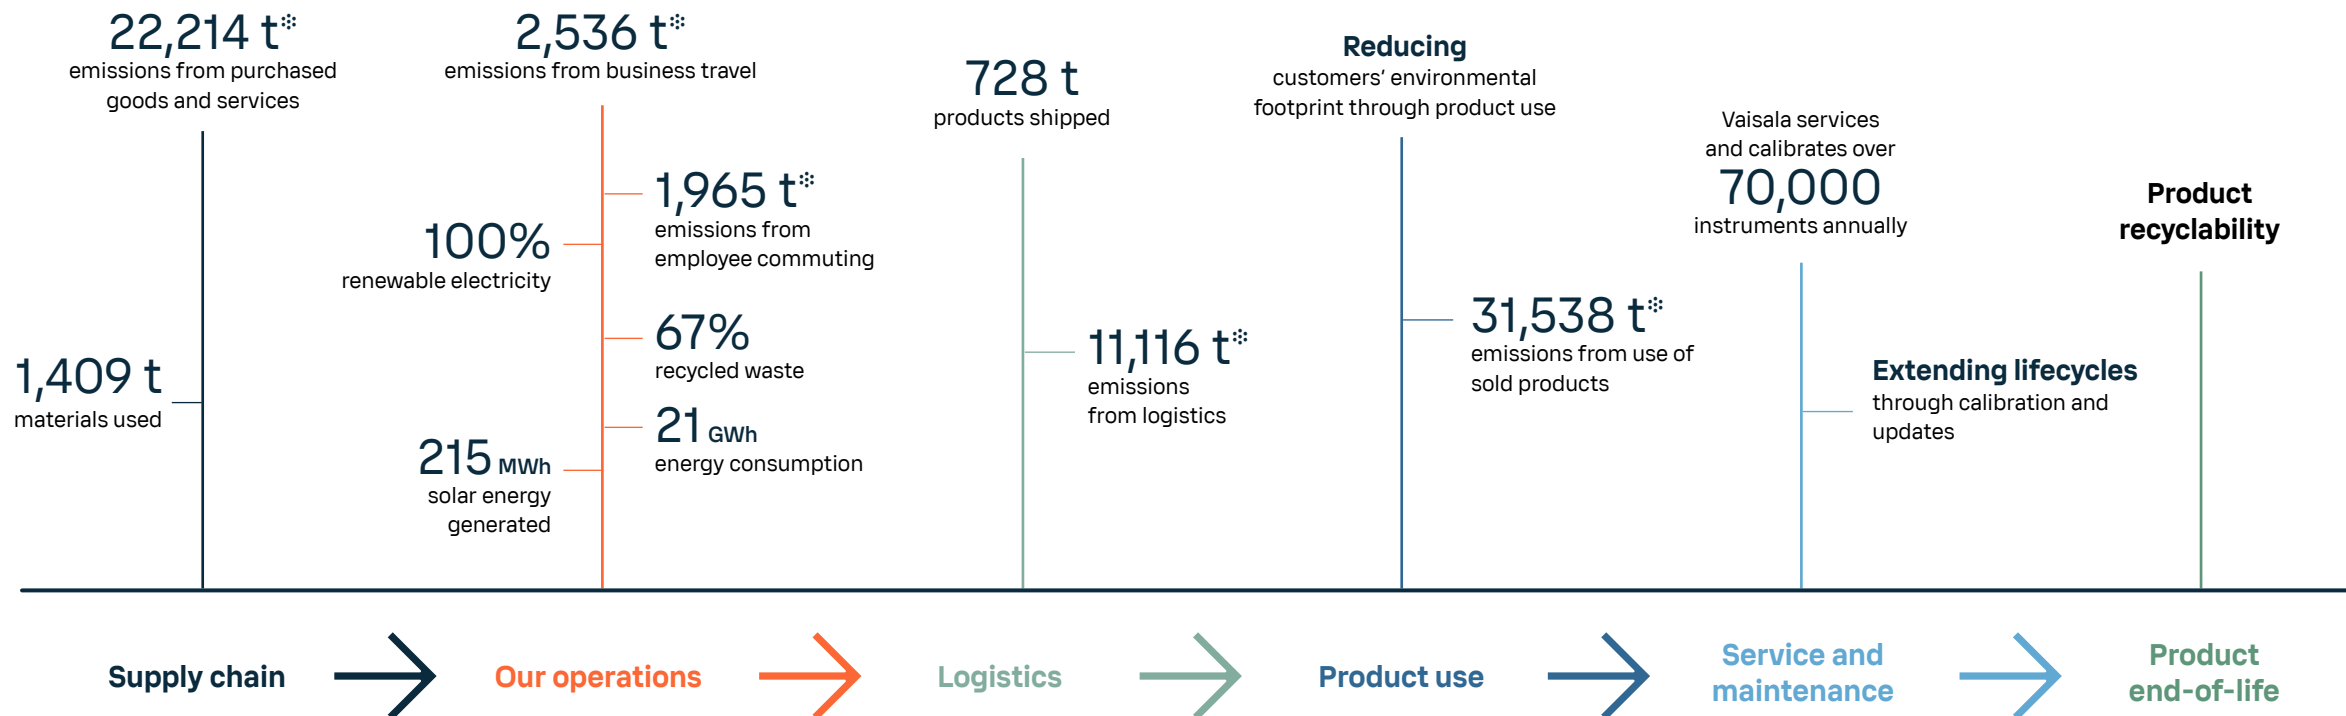 22,214 t*
emissions from purchased
goods and services
1,409 t
materials used
2,536 t*
emissions from business travel
1,965 t*
emissions from
employee commuting
100%
renewable electricity
67%
recycled waste
21 GWh
energy consumption
215 MWh
solar energy
generated
728 t
products shipped
11,116 t*
emissions
from logistics
Reducing
customers’ environmental
footprint through product use
31,538 t*
emissions from use of
sold products
Vaisala services
and calibrates over
70,000
instruments annually
Extending lifecycles
through calibration and
updates
Product
recyclability
Supply chain
Our operations
Logistics
Product use
Service and
maintenance
Product
end-of-life